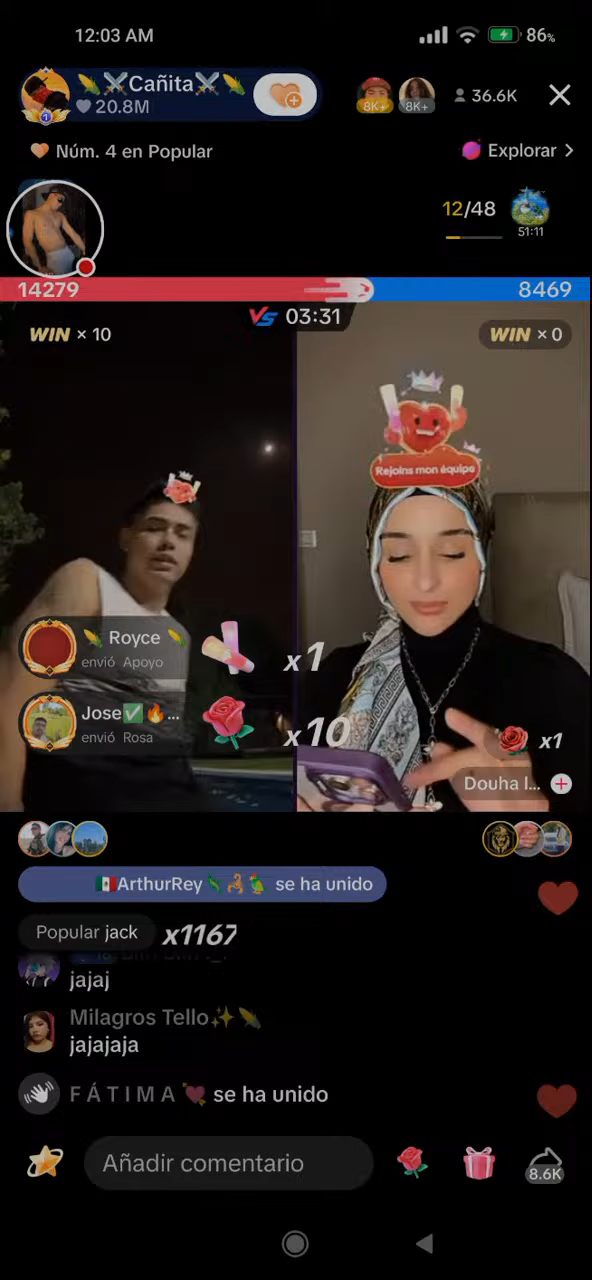 12:03 AM
86%
🌽⚔️Cañita⚔️🌽
20.8M
8K+
8K+
36.6K
Núm. 4 en Popular
Explorar
12/48
51:11
14279
8469
WIN × 10
VS 03:31
WIN × 0
Rejoins mon équipe
🌽 Royce 🌽
envió Apoyo
x1
Jose✅🔥...
envió Rosa
x10
x1
Douha I...
🇲🇽ArthurRey se ha unido
Popular jack x1167
jajaj
Milagros Tello✨🌽
jajajaja
F Á T I M A 💘 se ha unido
Añadir comentario
8.6K